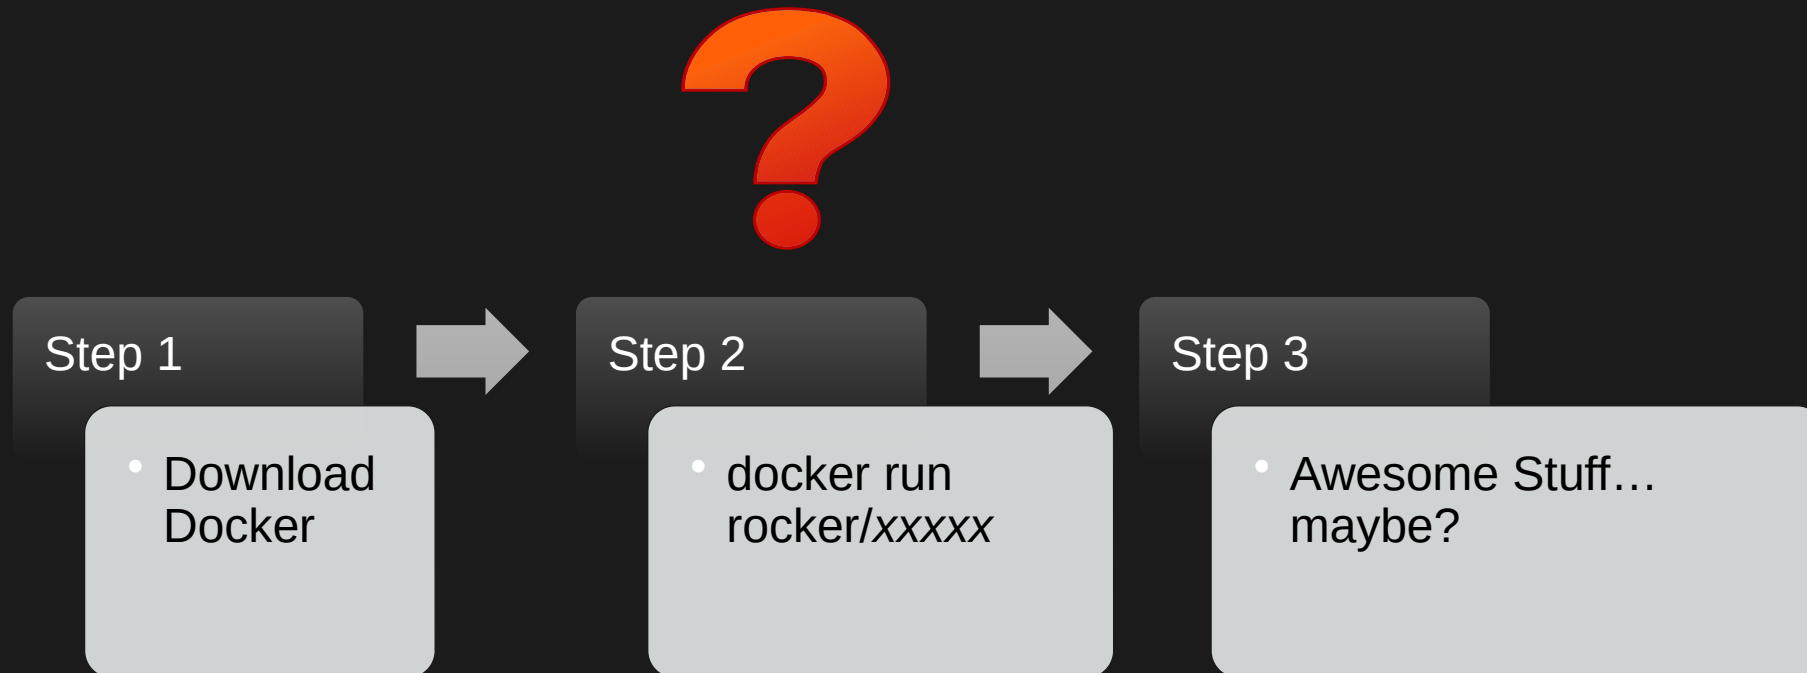 ?
Step 1
• Download
Docker
Step 2
• docker run
rocker/xxxxx
Step 3
• Awesome Stuff…
maybe?